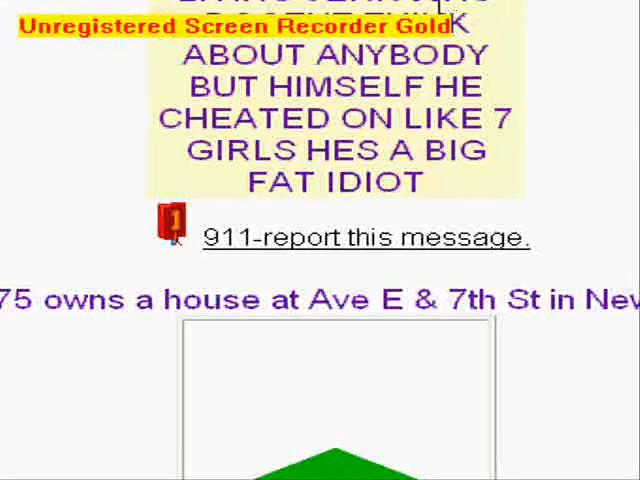 Unregistered Screen Recorder Gold
ABOUT ANYBODY
BUT HIMSELF HE
CHEATED ON LIKE 7
GIRLS HES A BIG
FAT IDIOT
1
911-report this message.
75 owns a house at Ave E & 7th St in New